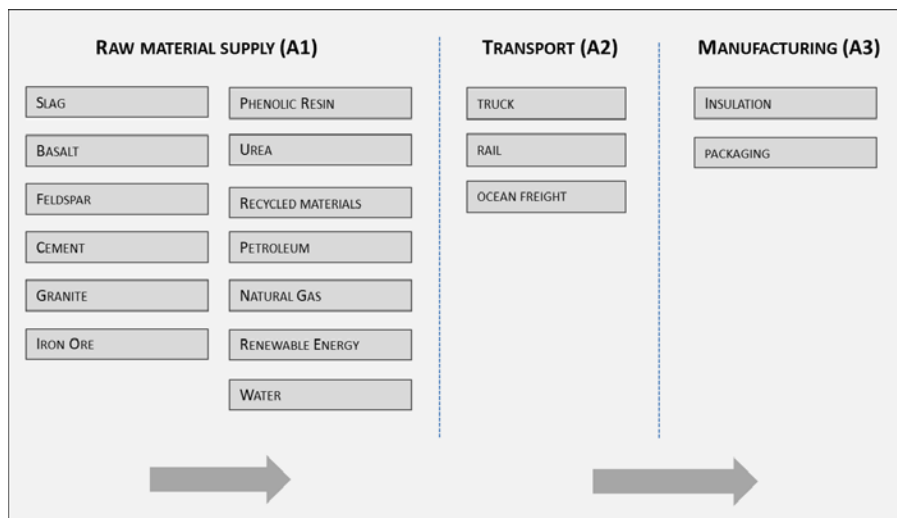 RAW MATERIAL SUPPLY (A1)
TRANSPORT (A2)
MANUFACTURING (A3)
SLAG
BASALT
FELDSPAR
CEMENT
GRANITE
IRON ORE
PHENOLIC RESIN
UREA
RECYCLED MATERIALS
PETROLEUM
NATURAL GAS
RENEWABLE ENERGY
WATER
TRUCK
RAIL
OCEAN FREIGHT
INSULATION
PACKAGING